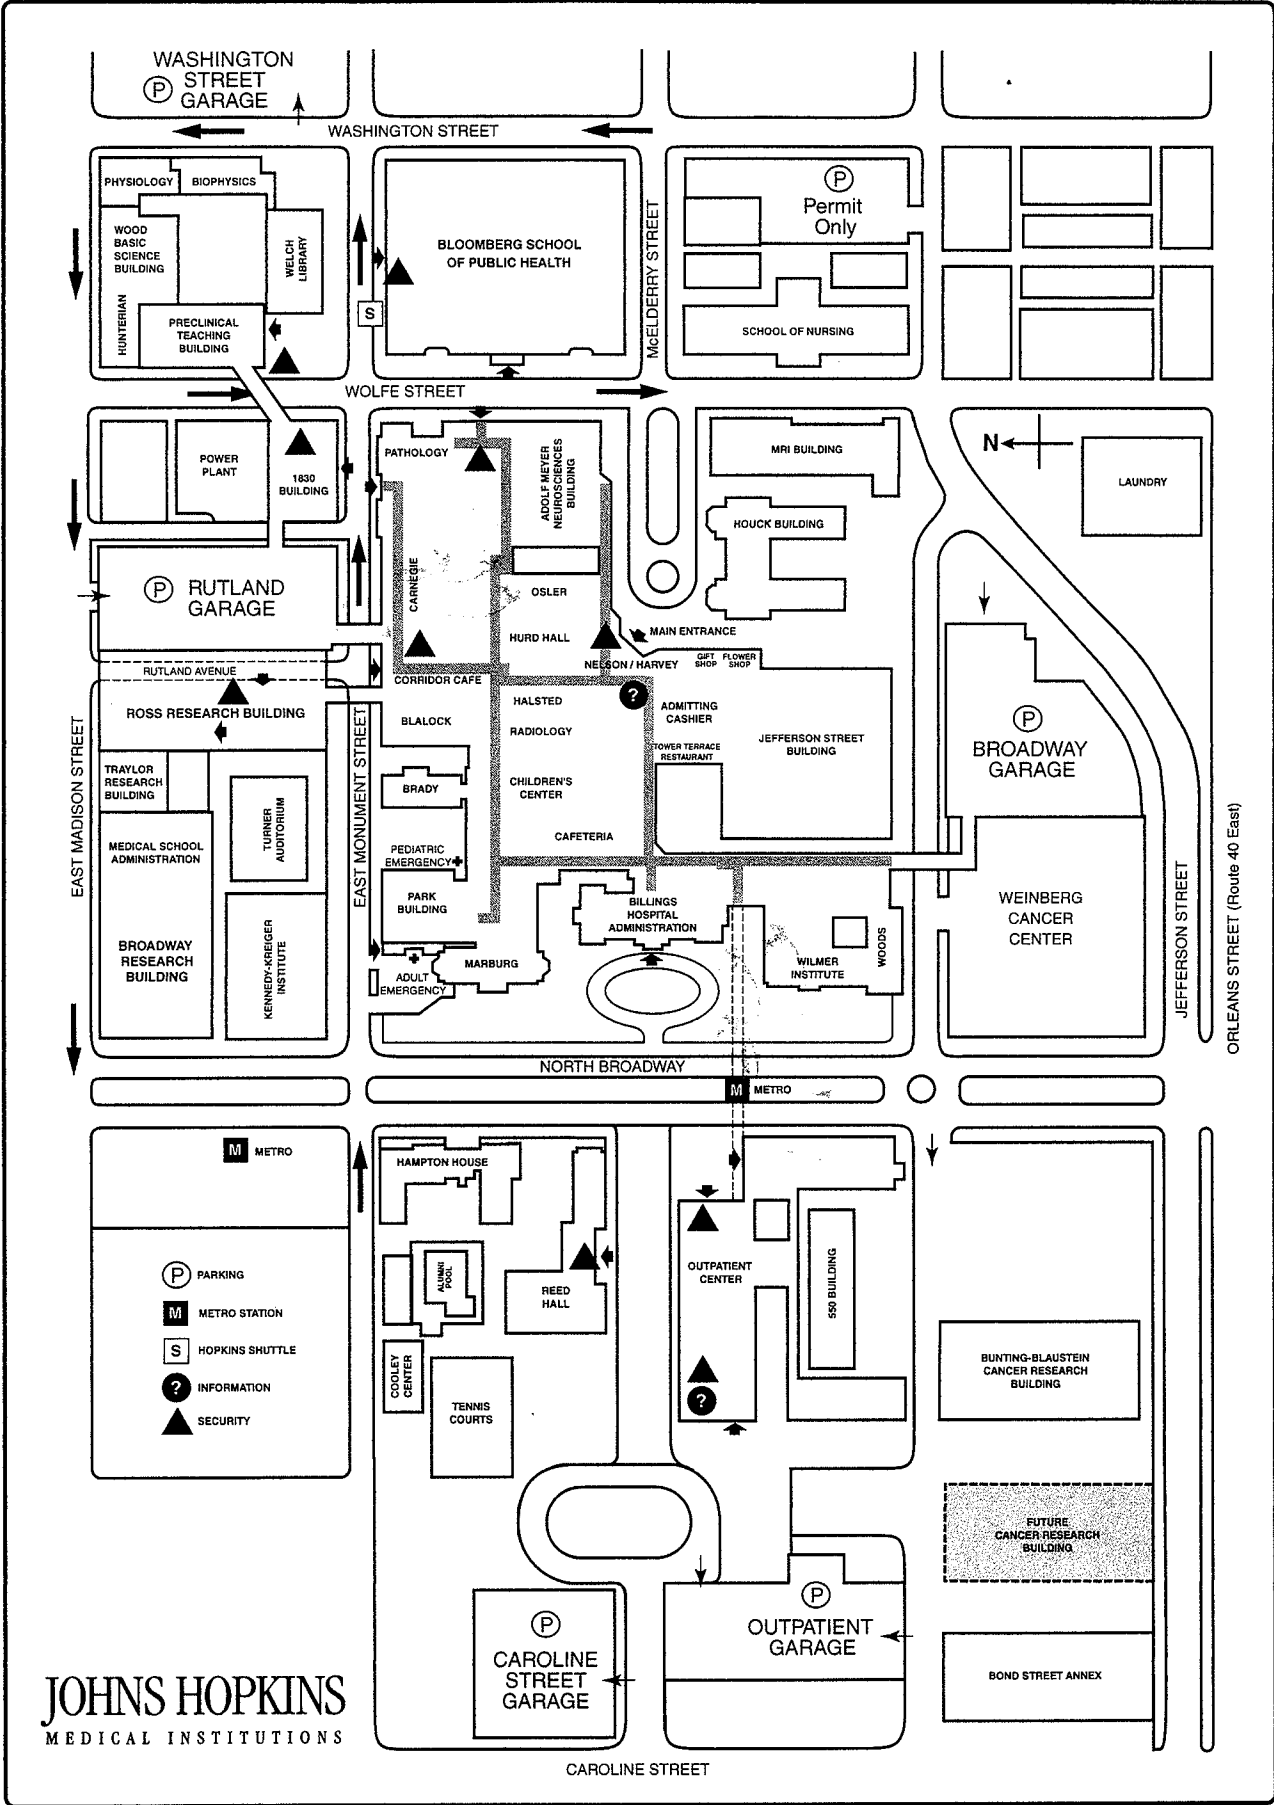 WASHINGTON
STREET
GARAGE
P
WASHINGTON STREET
PHYSIOLOGY
BIOPHYSICS
WOOD
BASIC
SCIENCE
BUILDING
WELCH
LIBRARY
HUNTERIAN
PRECLINICAL
TEACHING
BUILDING
S
BLOOMBERG SCHOOL
OF PUBLIC HEALTH
McELDERRY STREET
P
Permit
Only
SCHOOL OF NURSING
WOLFE STREET
POWER
PLANT
1830
BUILDING
PATHOLOGY
ADOLF MEYER
NEUROSCIENCES
BUILDING
MRI BUILDING
N
LAUNDRY
HOUCK BUILDING
P
RUTLAND
GARAGE
CARNEGIE
OSLER
HURD HALL
MAIN ENTRANCE
GIFT
SHOP
FLOWER
SHOP
NELSON / HARVEY
RUTLAND AVENUE
CORRIDOR CAFE
?
ROSS RESEARCH BUILDING
BLALOCK
HALSTED
RADIOLOGY
ADMITTING
CASHIER
JEFFERSON STREET
BUILDING
TOWER TERRACE
RESTAURANT
P
BROADWAY
GARAGE
EAST MADISON STREET
TRAYLOR
RESEARCH
BUILDING
TURNER
AUDITORIUM
EAST MONUMENT STREET
BRADY
CHILDREN'S
CENTER
CAFETERIA
MEDICAL SCHOOL
ADMINISTRATION
PEDIATRIC
EMERGENCY
PARK
BUILDING
BILLINGS
HOSPITAL
ADMINISTRATION
WEINBERG
CANCER
CENTER
JEFFERSON STREET
ORLEANS STREET (Route 40 East)
BROADWAY
RESEARCH
BUILDING
KENNEDY-KREIGER
INSTITUTE
MARBURG
ADULT
EMERGENCY
WILMER
INSTITUTE
WOODS
NORTH BROADWAY
M METRO
M METRO
HAMPTON HOUSE
ALUMNI
POOL
REED
HALL
OUTPATIENT
CENTER
550 BUILDING
P PARKING
M METRO STATION
S HOPKINS SHUTTLE
? INFORMATION
SECURITY
COOLEY
CENTER
TENNIS
COURTS
?
BUNTING-BLAUSTEIN
CANCER RESEARCH
BUILDING
FUTURE
CANCER RESEARCH
BUILDING
P
CAROLINE
STREET
GARAGE
P
OUTPATIENT
GARAGE
BOND STREET ANNEX
JOHNS HOPKINS
MEDICAL INSTITUTIONS
CAROLINE STREET